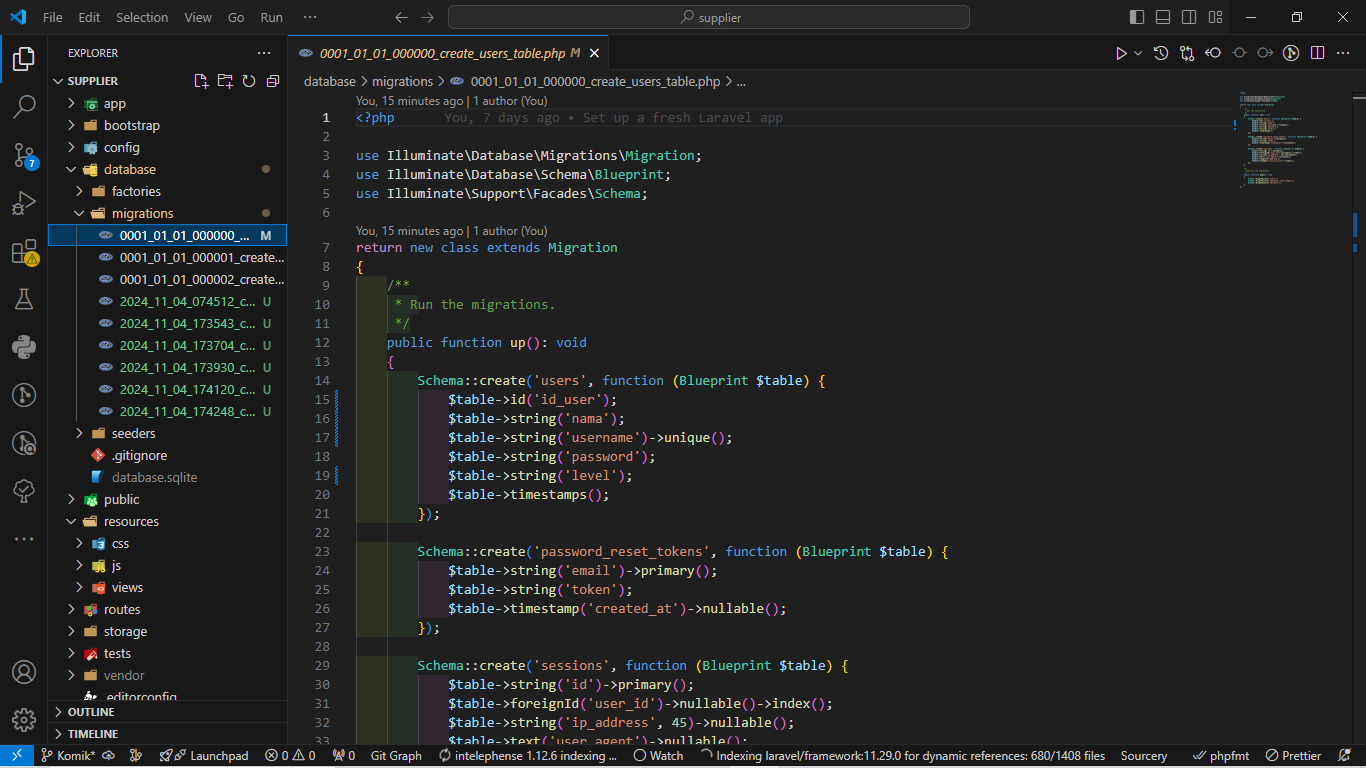 File Edit Selection View Go Run ···
supplier
EXPLORER
SUPPLIER
app
bootstrap
config
database
factories
migrations
0001_01_01_000000_... M
0001_01_01_000001_create...
0001_01_01_000002_create...
2024_11_04_074512_c... U
2024_11_04_173543_c... U
2024_11_04_173704_c... U
2024_11_04_173930_c... U
2024_11_04_174120_c... U
2024_11_04_174248_c... U
seeders
.gitignore
database.sqlite
public
resources
css
js
views
routes
storage
tests
vendor
.editorconfig
OUTLINE
TIMELINE
7
0001_01_01_000000_create_users_table.php M
database > migrations > 0001_01_01_000000_create_users_table.php > ...
You, 15 minutes ago | 1 author (You)
1 <?php You, 7 days ago • Set up a fresh Laravel app
2
3 use Illuminate\Database\Migrations\Migration;
4 use Illuminate\Database\Schema\Blueprint;
5 use Illuminate\Support\Facades\Schema;
6
You, 15 minutes ago | 1 author (You)
7 return new class extends Migration
8 {
9 /**
10 * Run the migrations.
11 */
12 public function up(): void
13 {
14 Schema::create('users', function (Blueprint $table) {
15 $table->id('id_user');
16 $table->string('nama');
17 $table->string('username')->unique();
18 $table->string('password');
19 $table->string('level');
20 $table->timestamps();
21 });
22
23 Schema::create('password_reset_tokens', function (Blueprint $table) {
24 $table->string('email')->primary();
25 $table->string('token');
26 $table->timestamp('created_at')->nullable();
27 });
28
29 Schema::create('sessions', function (Blueprint $table) {
30 $table->string('id')->primary();
31 $table->foreignId('user_id')->nullable()->index();
32 $table->string('ip_address', 45)->nullable();
33 $table->text('user_agent')->nullable();
Komik* Launchpad 0 0 0 Git Graph intelephense 1.12.6 indexing ... Watch Indexing laravel/framework:11.29.0 for dynamic references: 680/1408 files Sourcery phpfmt Prettier